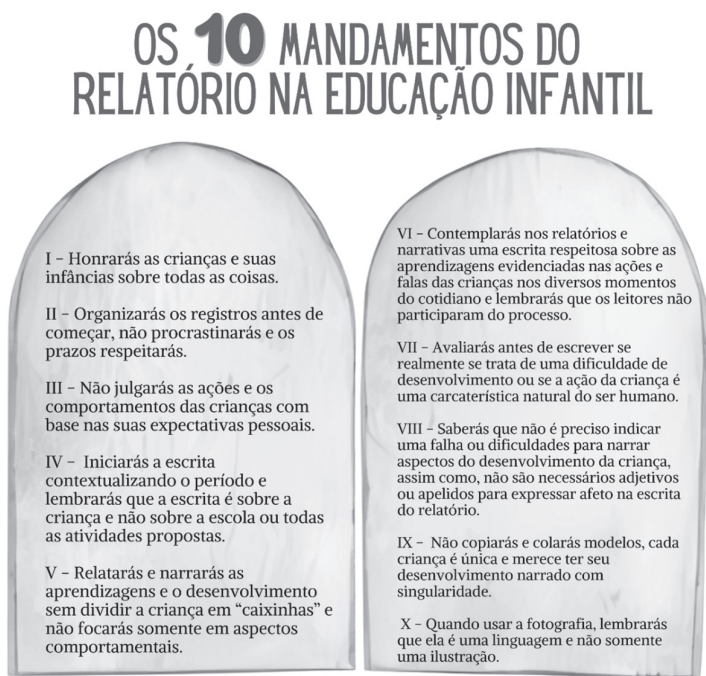 OS 10 MANDAMENTOS DO
RELATÓRIO NA EDUCAÇÃO INFANTIL
I – Honrarás as crianças e suas
infâncias sobre todas as coisas.
II – Organizarás os registros antes de
começar, não procrastinarás e os
prazos respeitarás.
III – Não julgarás as ações e os
comportamentos das crianças com
base nas suas expectativas pessoais.
IV – Iniciarás a escrita
contextualizando o período e
lembrarás que a escrita é sobre a
criança e não sobre a escola ou todas
as atividades propostas.
V – Relatarás e narrarás as
aprendizagens e o desenvolvimento
sem dividir a criança em “caixinhas” e
não focarás somente em aspectos
comportamentais.
VI – Contemplarás nos relatórios e
narrativas uma escrita respeitosa sobre as
aprendizagens evidenciadas nas ações e
falas das crianças nos diversos momentos
do cotidiano e lembrarás que os leitores não
participaram do processo.
VII – Avaliarás antes de escrever se
realmente se trata de uma dificuldade de
desenvolvimento ou se a ação da criança é
uma carcaterística natural do ser humano.
VIII – Saberás que não é preciso indicar
uma falha ou dificuldades para narrar
aspectos do desenvolvimento da criança,
assim como, não são necessários adjetivos
ou apelidos para expressar afeto na escrita
do relatório.
IX – Não copiarás e colarás modelos, cada
criança é única e merece ter seu
desenvolvimento narrado com
singularidade.
X – Quando usar a fotografia, lembrarás
que ela é uma linguagem e não somente
uma ilustração.